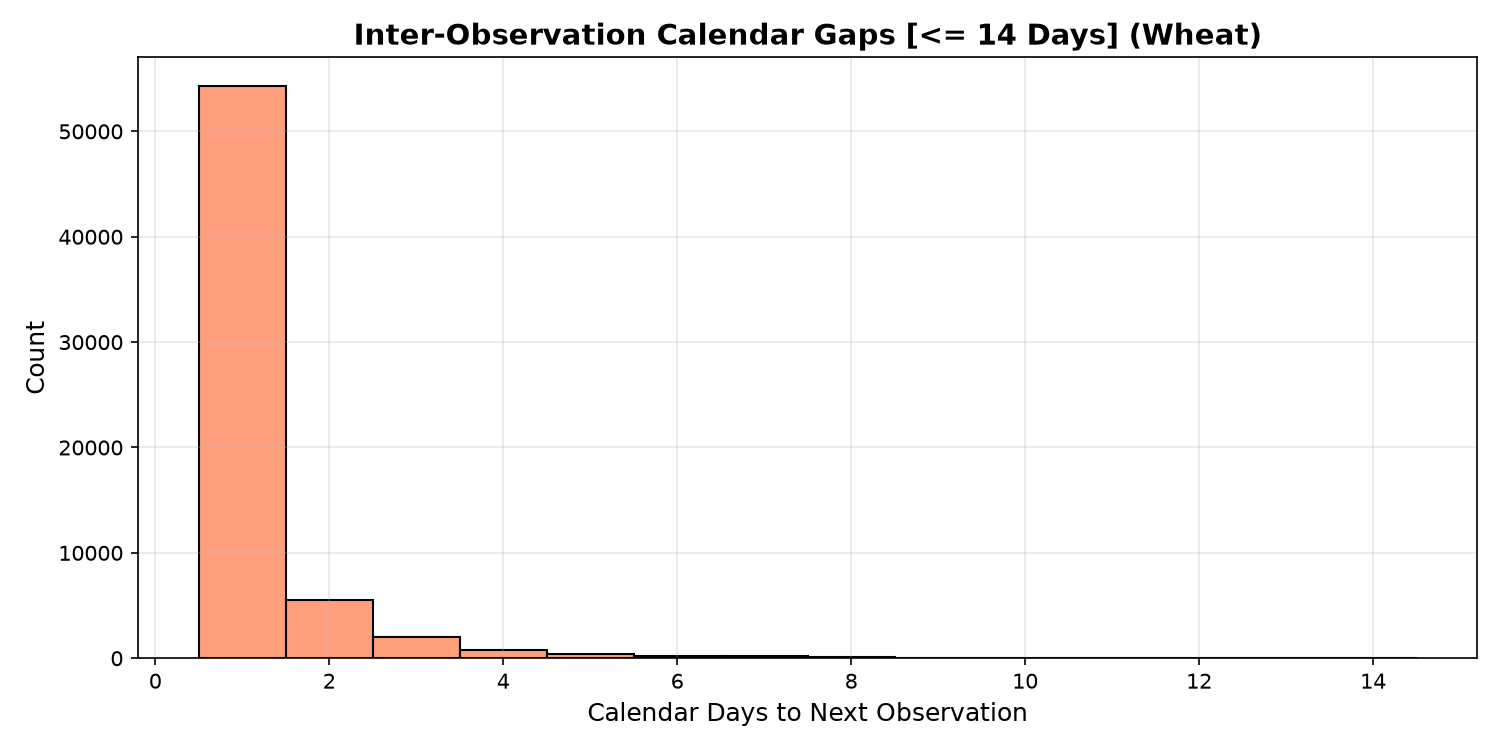 Inter-Observation Calendar Gaps [<= 14 Days] (Wheat)
Count
50000
40000
30000
20000
10000
0
0 2 4 6 8 10 12 14
Calendar Days to Next Observation